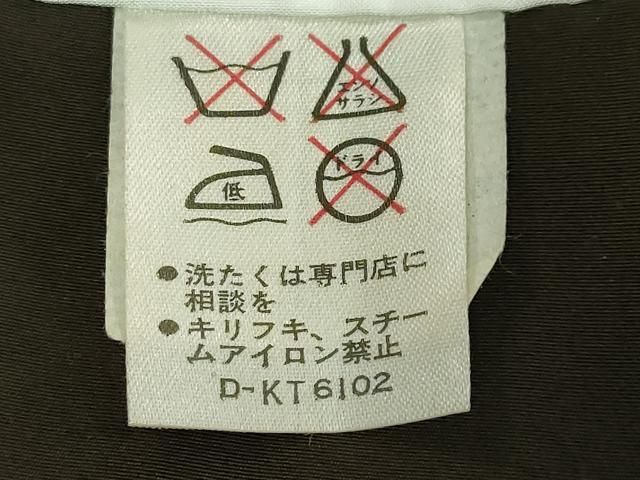 エンソ
サラシ
低
ドライ
●洗たくは専門店に
相談を
●キリフキ、スチー
ムアイロン禁止
D-KT6102